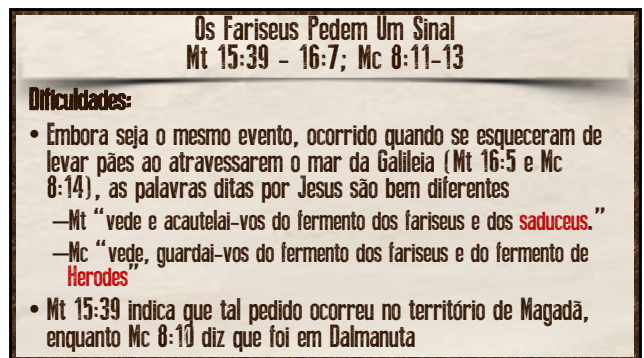 Os Fariseus Pedem Um Sinal
Mt 15:39 - 16:7; Mc 8:11-13
Dificuldades:
• Embora seja o mesmo evento, ocorrido quando se esqueceram de
levar pães ao atravessarem o mar da Galileia (Mt 16:5 e Mc
8:14), as palavras ditas por Jesus são bem diferentes
–Mt “vede e acautelai-vos do fermento dos fariseus e dos saduceus.”
–Mc “vede, guardai-vos do fermento dos fariseus e do fermento de
Herodes”
• Mt 15:39 indica que tal pedido ocorreu no território de Magadã,
enquanto Mc 8:10 diz que foi em Dalmanuta